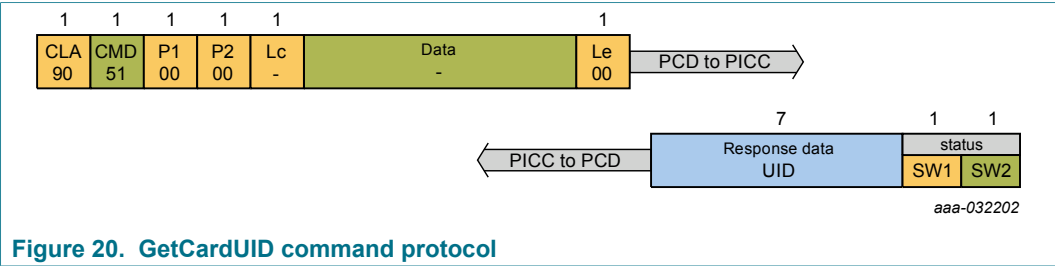 1 1 1 1 1 1
CLA CMD P1 P2 Lc Data Le
90 51 00 00 - - 00
PCD to PICC
7 1 1
Response data status
PICC to PCD
UID SW1 SW2
aaa-032202
Figure 20. GetCardUID command protocol